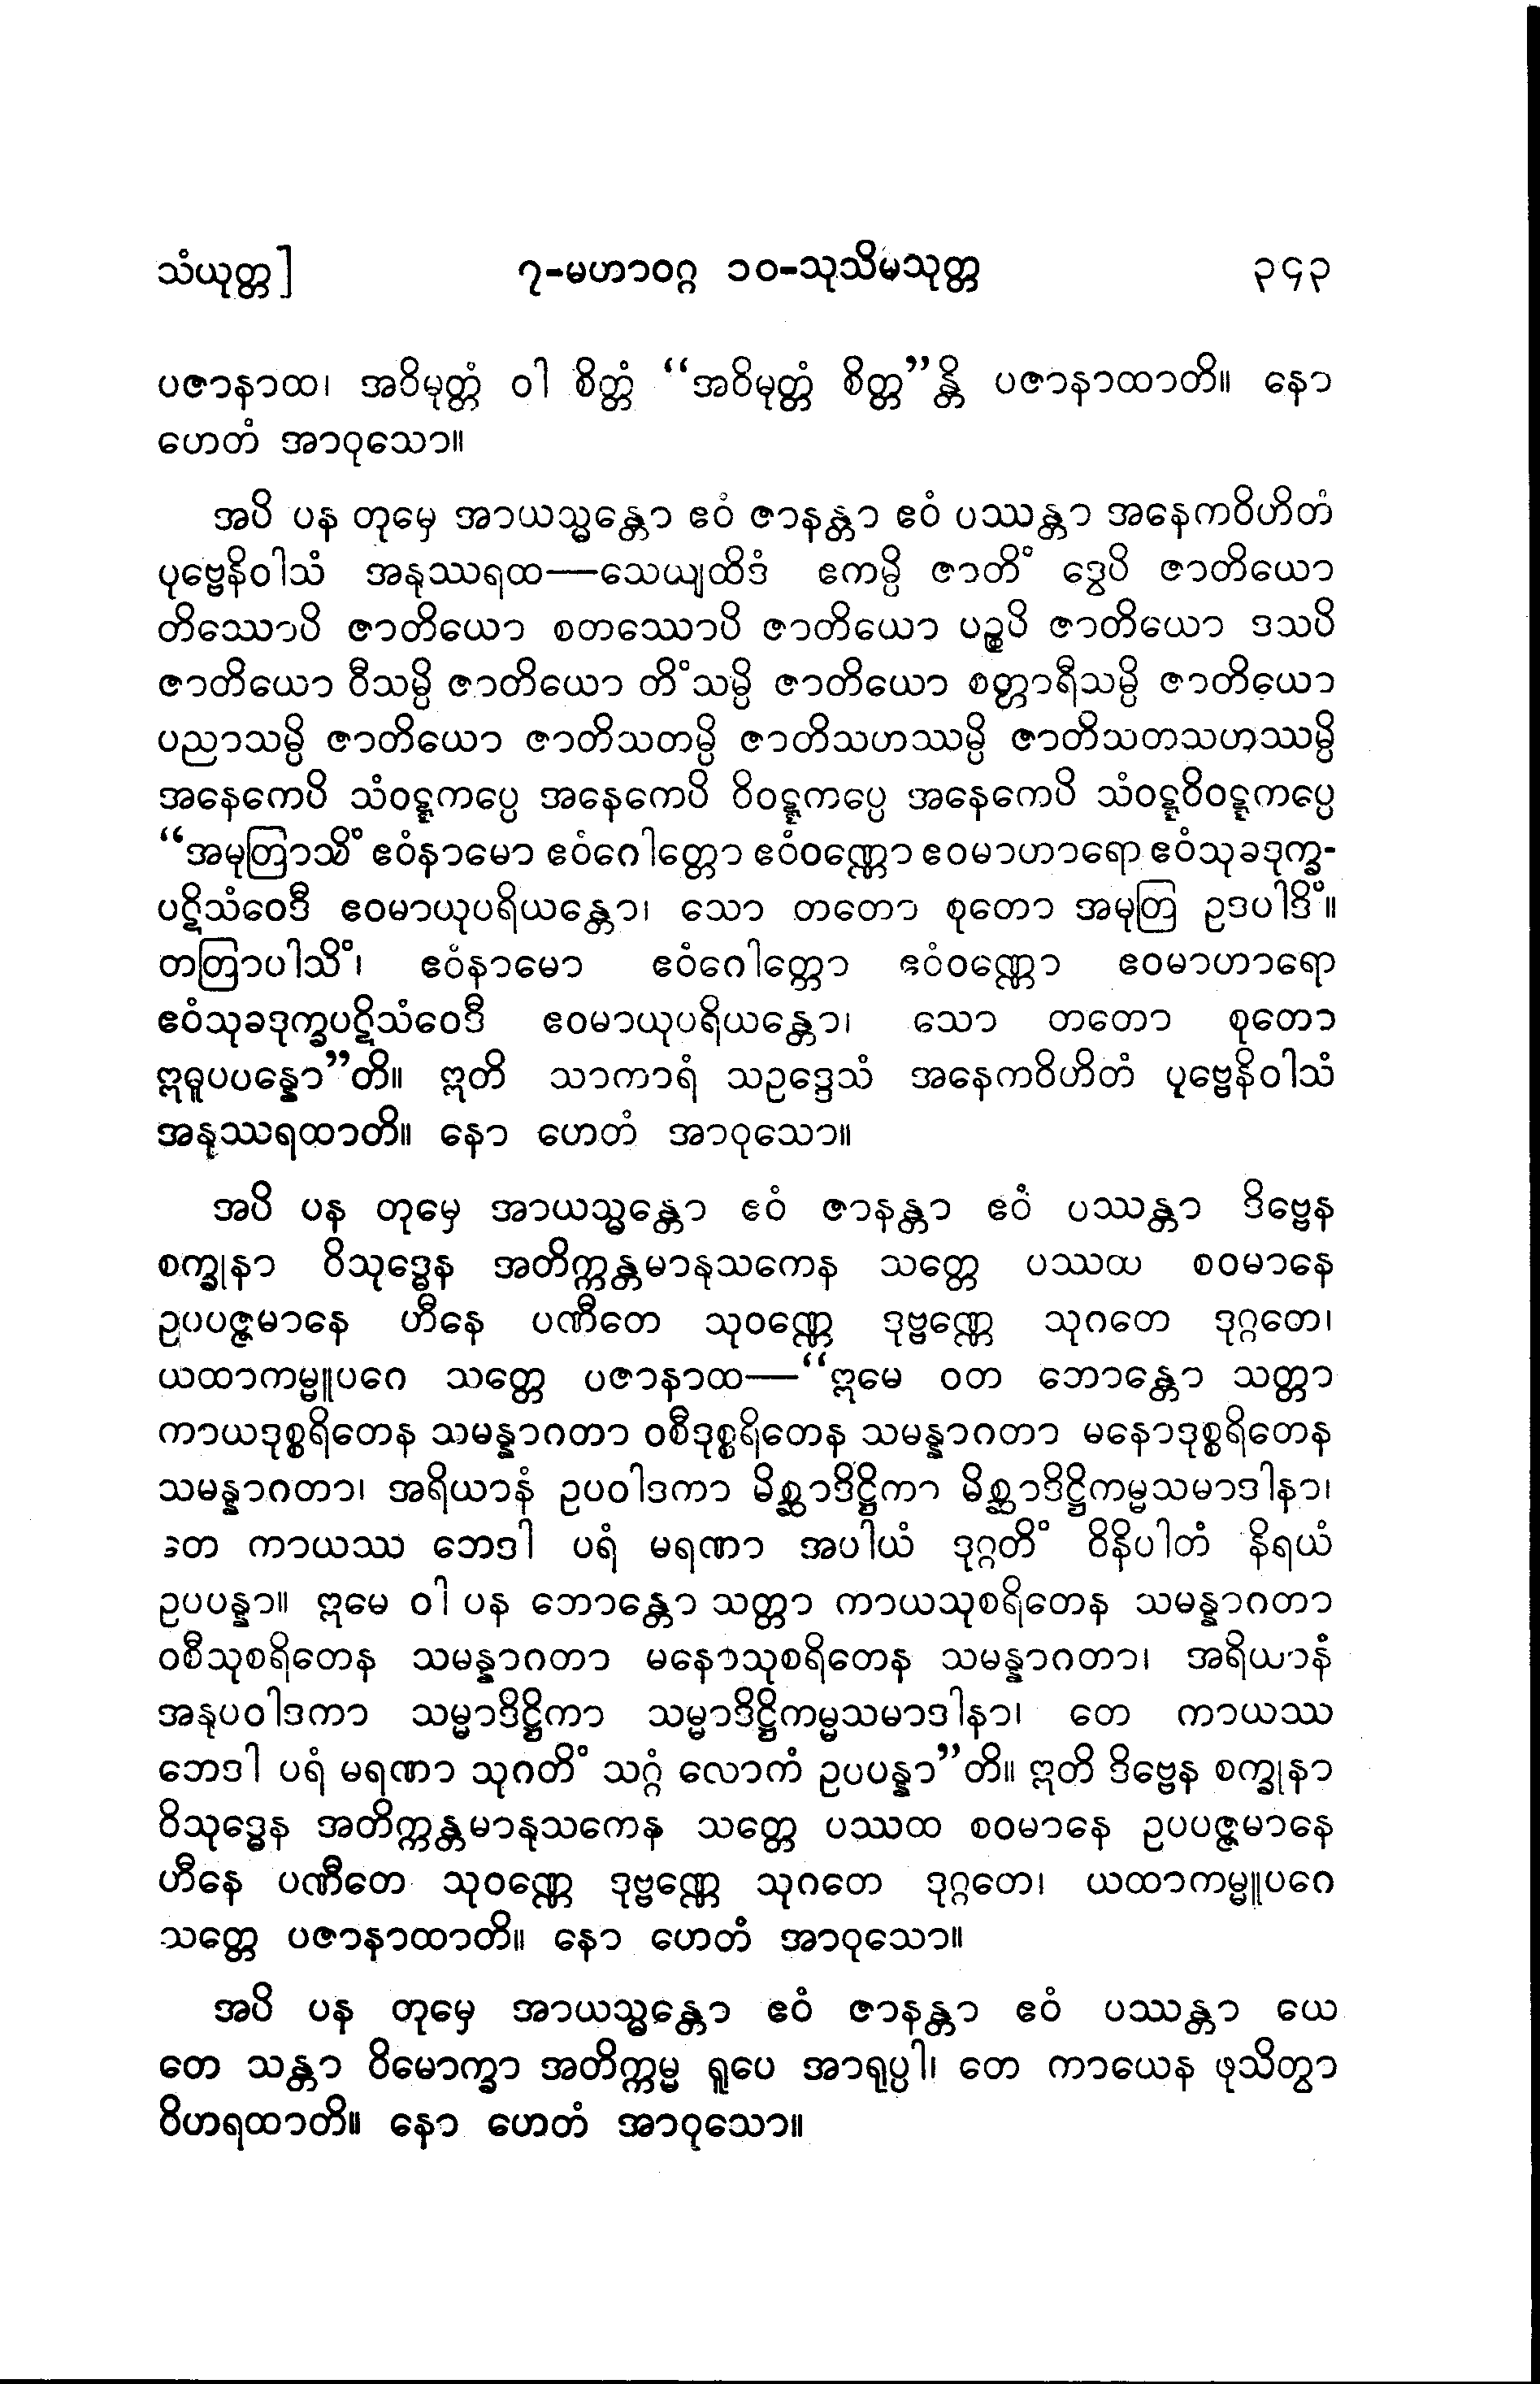 သံယုတ္တ] ၇-မဟာဝဂ္ဂ ၁၀-သုသိမသုတ္တ ၃၄၃
ပဇာနာထ၊ အဝိမုတ္တံ ဝါ စိတ္တံ “အဝိမုတ္တံ စိတ္တ”န္တိ ပဇာနာထာတိ။ နော
ဟေတံ အာဝုသော။
အပိ ပန တုမှေ အာယသ္မန္တော ဧဝံ ဇာနန္တာ ဧဝံ ပဿန္တာ အနေကဝိဟိတံ
ပုဗ္ဗေနိဝါသံ အနုဿရထ—သေယျထိဒံ ဧကမ္ပိ ဇာတိံ ဒွေပိ ဇာတိယော
တိဿောပိ ဇာတိယော စတဿောပိ ဇာတိယော ပဉ္စပိ ဇာတိယော ဒသပိ
ဇာတိယော ဝီသမ္ပိ ဇာတိယော တိံသမ္ပိ ဇာတိယော စတ္တာရီသမ္ပိ ဇာတိယော
ပညာသမ္ပိ ဇာတိယော ဇာတိသတမ္ပိ ဇာတိသဟဿမ္ပိ ဇာတိသတသဟဿမ္ပိ
အနေကေပိ သံဝဋ္ဋကပ္ပေ အနေကေပိ ဝိဝဋ္ဋကပ္ပေ အနေကေပိ သံဝဋ္ဋဝိဝဋ္ဋကပ္ပေ
“အမုတြာသိံ ဧဝံနာမော ဧဝံဂေါတ္တော ဧဝံဝဏ္ဏော ဧဝမာဟာရော ဧဝံသုခဒုက္ခ-
ပဋိသံဝေဒီ ဧဝမာယုပရိယန္တော၊ သော တတော စုတော အမုတြ ဥဒပါဒိံ။
တတြာပါသိံ၊ ဧဝံနာမော ဧဝံဂေါတ္တော ဧဝံဝဏ္ဏော ဧဝမာဟာရော
ဧဝံသုခဒုက္ခပဋိသံဝေဒီ ဧဝမာယုပရိယန္တော၊ သော တတော စုတော
ဣဓူပပန္နော”တိ။ ဣတိ သာကာရံ သဥဒ္ဒေသံ အနေကဝိဟိတံ ပုဗ္ဗေနိဝါသံ
အနုဿရထာတိ။ နော ဟေတံ အာဝုသော။
အပိ ပန တုမှေ အာယသ္မန္တော ဧဝံ ဇာနန္တာ ဧဝံ ပဿန္တာ ဒိဗ္ဗေန
စက္ခုနာ ဝိသုဒ္ဓေန အတိက္ကန္တမာနုသကေန သတ္တေ ပဿထ စဝမာနေ
ဥပပဇ္ဇမာနေ ဟီနေ ပဏီတေ သုဝဏ္ဏေ ဒုဗ္ဗဏ္ဏေ သုဂတေ ဒုဂ္ဂတေ၊
ယထာကမ္မူပဂေ သတ္တေ ပဇာနာထ—“ဣမေ ဝတ ဘောန္တော သတ္တာ
ကာယဒုစ္စရိတေန သမန္နာဂတာ ဝစီဒုစ္စရိတေန သမန္နာဂတာ မနောဒုစ္စရိတေန
သမန္နာဂတာ၊ အရိယာနံ ဥပဝါဒကာ မိစ္ဆာဒိဋ္ဌိကာ မိစ္ဆာဒိဋ္ဌိကမ္မသမာဒါနာ၊
တေ ကာယဿ ဘေဒါ ပရံ မရဏာ အပါယံ ဒုဂ္ဂတိံ ဝိနိပါတံ နိရယံ
ဥပပန္နာ။ ဣမေ ဝါ ပန ဘောန္တော သတ္တာ ကာယသုစရိတေန သမန္နာဂတာ
ဝစီသုစရိတေန သမန္နာဂတာ မနောသုစရိတေန သမန္နာဂတာ၊ အရိယာနံ
အနုပဝါဒကာ သမ္မာဒိဋ္ဌိကာ သမ္မာဒိဋ္ဌိကမ္မသမာဒါနာ၊ တေ ကာယဿ
ဘေဒါ ပရံ မရဏာ သုဂတိံ သဂ္ဂံ လောကံ ဥပပန္နာ”တိ။ ဣတိ ဒိဗ္ဗေန စက္ခုနာ
ဝိသုဒ္ဓေန အတိက္ကန္တမာနုသကေန သတ္တေ ပဿထ စဝမာနေ ဥပပဇ္ဇမာနေ
ဟီနေ ပဏီတေ သုဝဏ္ဏေ ဒုဗ္ဗဏ္ဏေ သုဂတေ ဒုဂ္ဂတေ၊ ယထာကမ္မူပဂေ
သတ္တေ ပဇာနာထာတိ။ နော ဟေတံ အာဝုသော။
အပိ ပန တုမှေ အာယသ္မန္တော ဧဝံ ဇာနန္တာ ဧဝံ ပဿန္တာ ယေ
တေ သန္တာ ဝိမောက္ခာ အတိက္ကမ္မ ရူပေ အာရုပ္ပါ၊ တေ ကာယေန ဖုသိတွာ
ဝိဟရထာတိ။ နော ဟေတံ အာဝုသော။